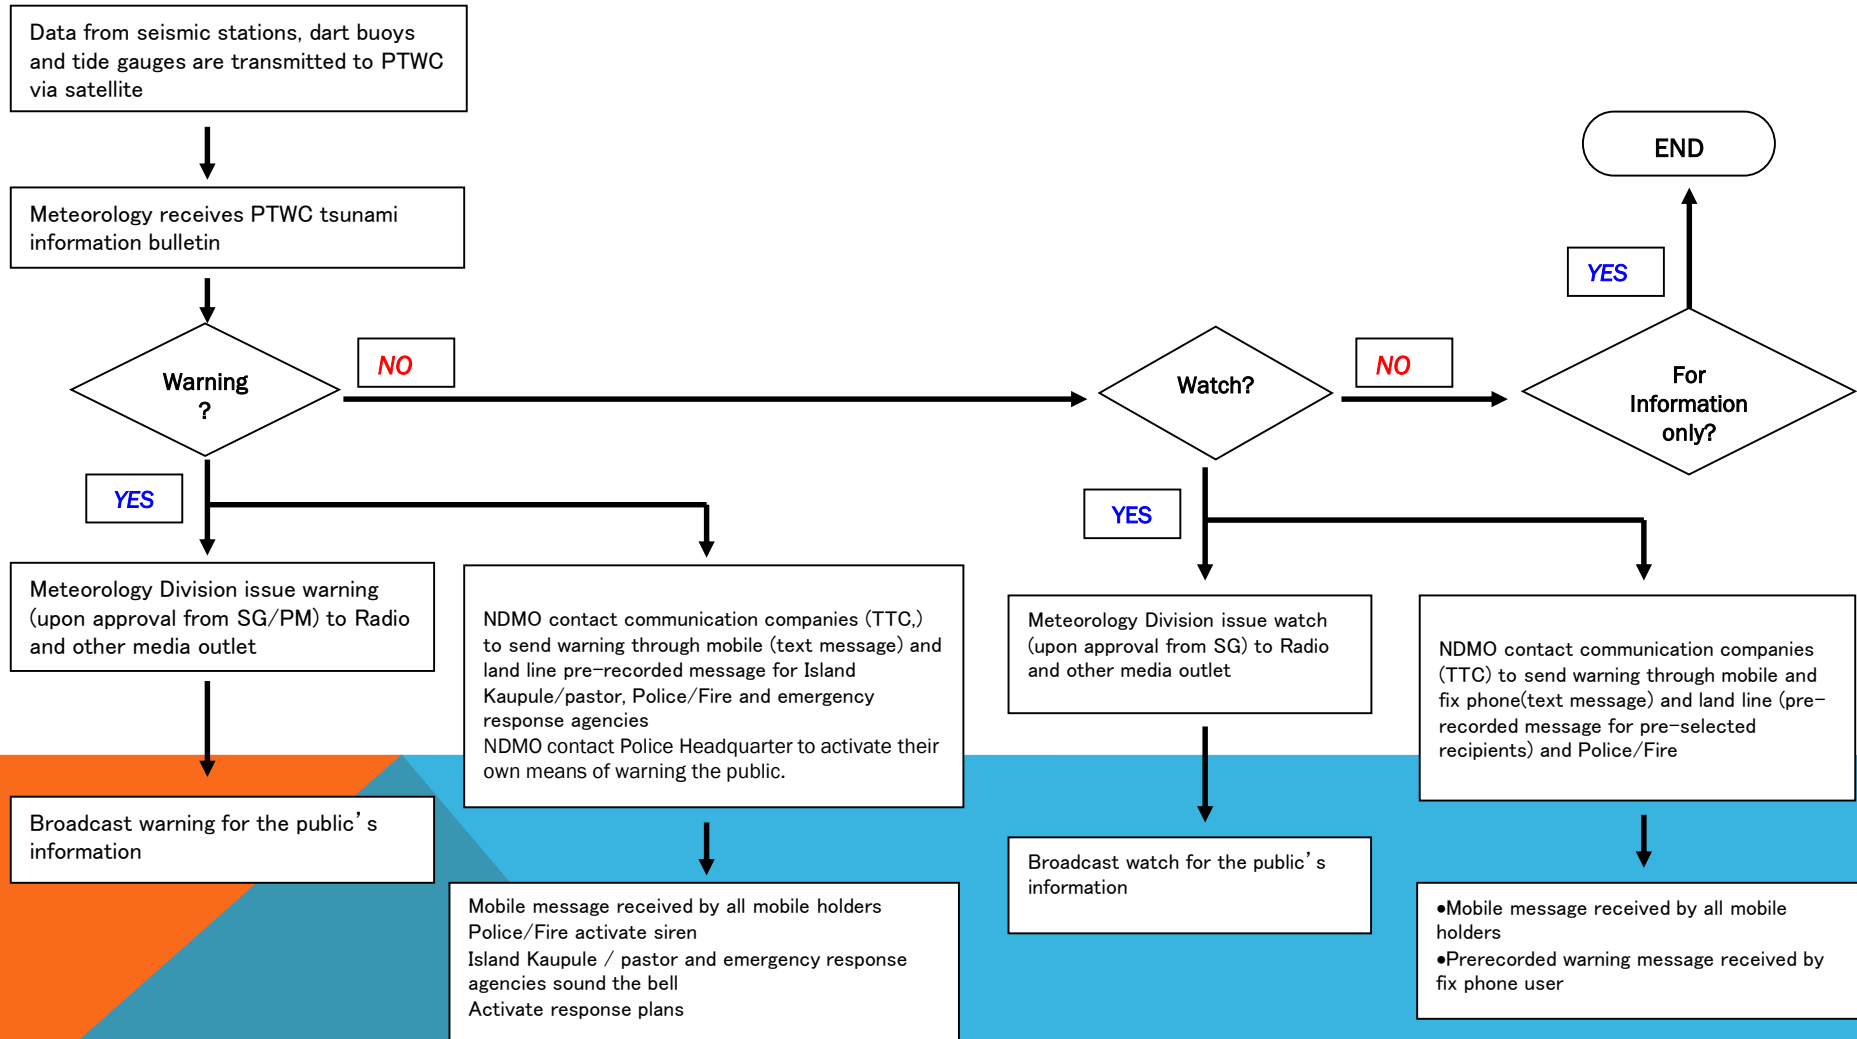 Data from seismic stations, dart buoys
and tide gauges are transmitted to PTWC
via satellite
Meteorology receives PTWC tsunami
information bulletin
Warning
?
NO
Watch?
NO
For
Information
only?
YES
END
YES
Meteorology Division issue warning
(upon approval from SG/PM) to Radio
and other media outlet
Broadcast warning for the public's
information
NDMO contact communication companies (TTC,)
to send warning through mobile (text message) and
land line pre-recorded message for Island
Kaupule/pastor, Police/Fire and emergency
response agencies
NDMO contact Police Headquarter to activate their
own means of warning the public.
Mobile message received by all mobile holders
Police/Fire activate siren
Island Kaupule / pastor and emergency response
agencies sound the bell
Activate response plans
YES
Meteorology Division issue watch
(upon approval from SG) to Radio
and other media outlet
Broadcast watch for the public's
information
NDMO contact communication companies
(TTC) to send warning through mobile and
fix phone(text message) and land line (pre-
recorded message for pre-selected
recipients) and Police/Fire
•Mobile message received by all mobile
holders
•Prerecorded warning message received by
fix phone user